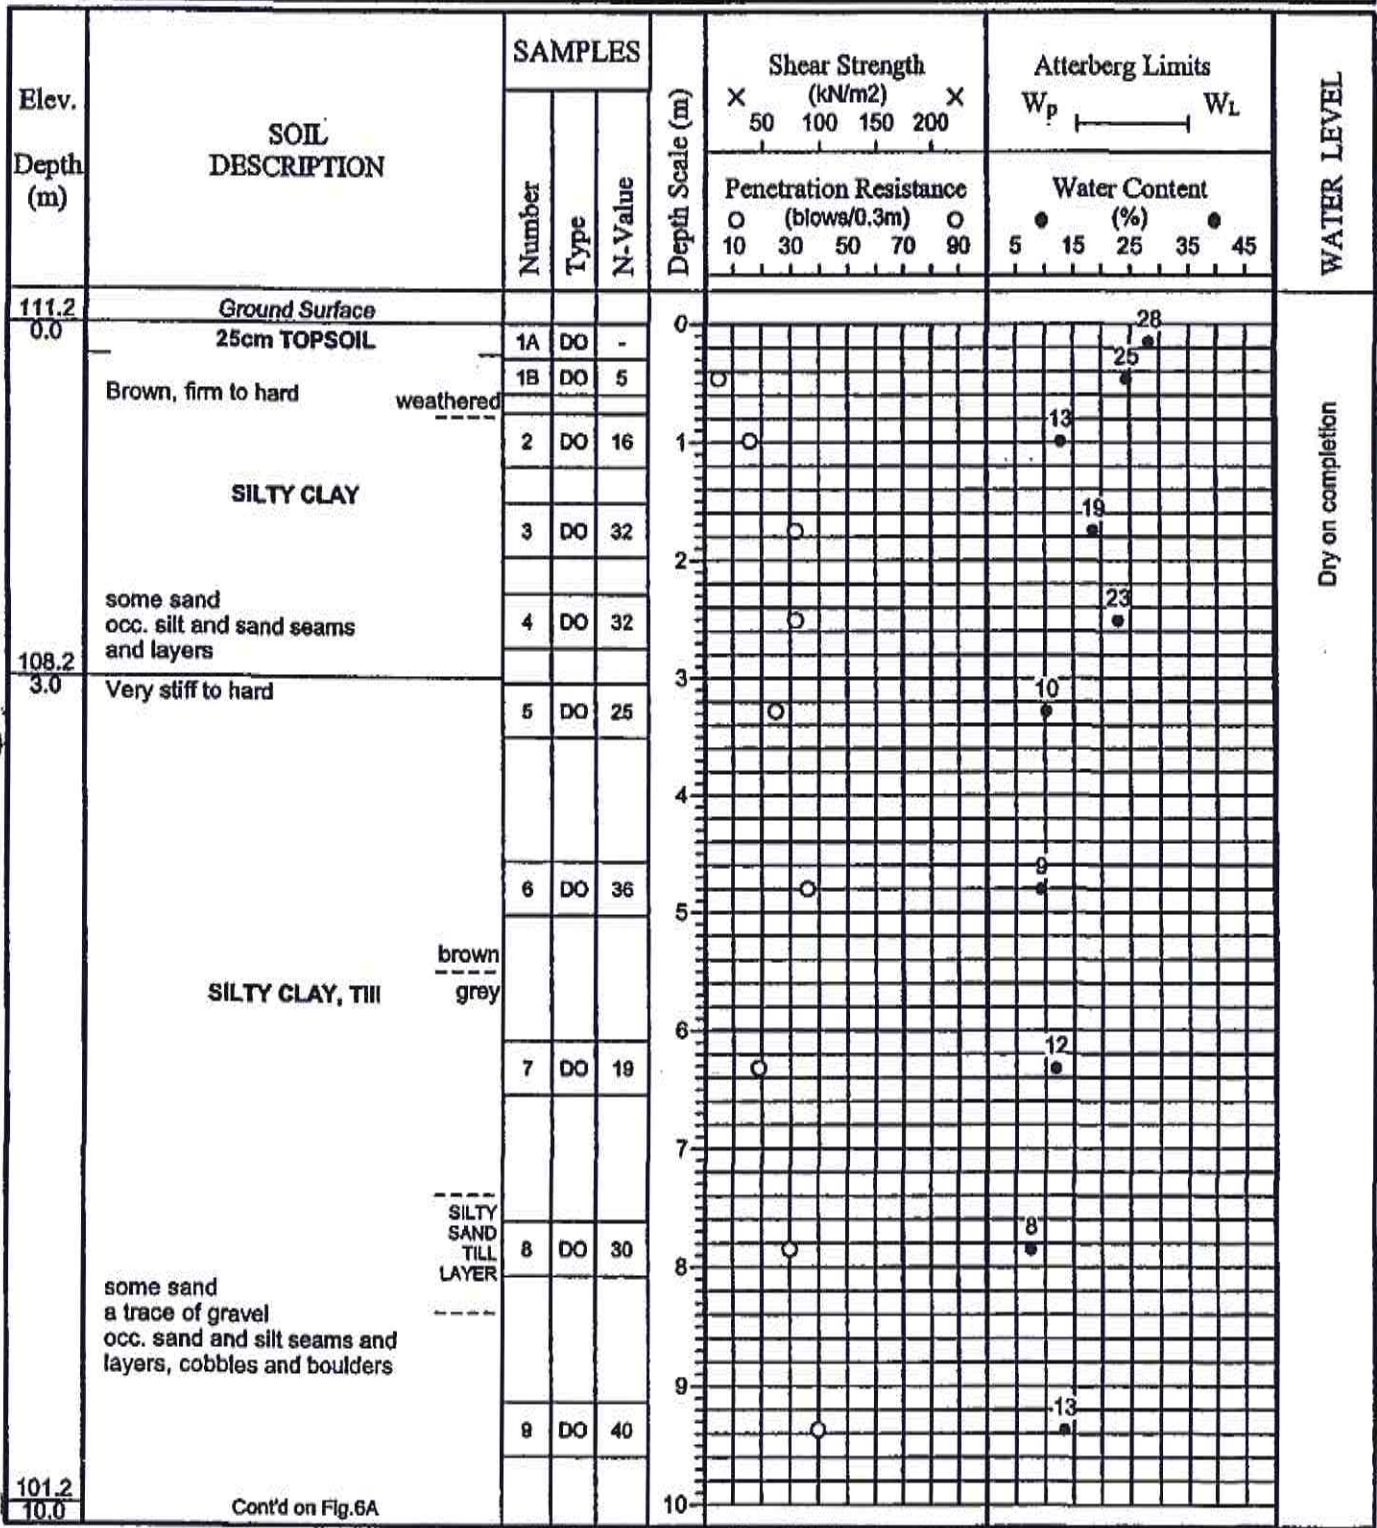 Elev.
Depth
(m)
SOIL
DESCRIPTION
SAMPLES
Number
Type
N-Value
Depth Scale (m)
Shear Strength
× (kN/m2) ×
50 100 150 200
Penetration Resistance
O (blows/0.3m) O
10 30 50 70 90
Atterberg Limits
Wp WL
Water Content
● (%) ●
5 15 25 35 45
WATER LEVEL
111.2 Ground Surface
0.0 25cm TOPSOIL 1A DO - 0 28
Brown, firm to hard 1B DO 5 25
weathered
2 DO 16 1 13
SILTY CLAY
3 DO 32 19
2
some sand
occ. silt and sand seams 4 DO 32 23
and layers
108.2
3.0 Very stiff to hard 3
5 DO 25 10
4
6 DO 36 9
5
brown
SILTY CLAY, Till grey
6
7 DO 19 12
7
SILTY
SAND
TILL 8 DO 30 8
LAYER 8
some sand
a trace of gravel
occ. sand and silt seams and
layers, cobbles and boulders
9
9 DO 40 13
101.2
10.0 Cont'd on Fig.6A 10
Dry on completion